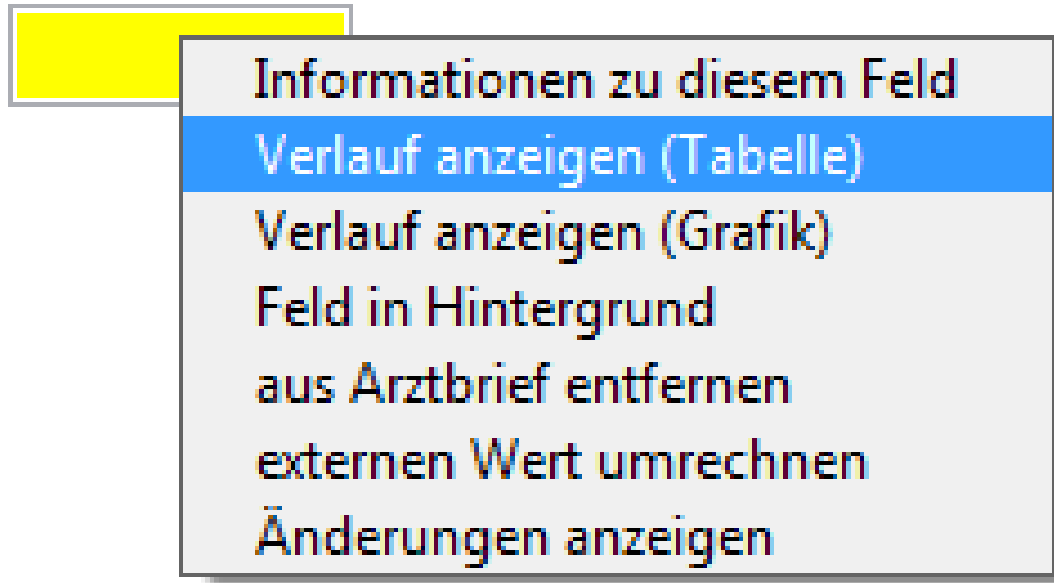 Informationen zu diesem Feld
Verlauf anzeigen (Tabelle)
Verlauf anzeigen (Grafik)
Feld in Hintergrund
aus Arztbrief entfernen
externen Wert umrechnen
Änderungen anzeigen